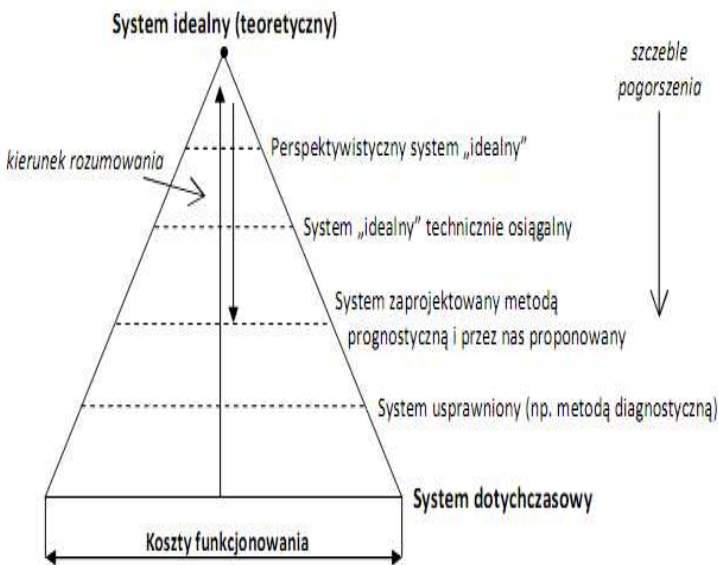 System idealny (teoretyczny)
szczeble
pogorszenia
kierunek rozumowania
Perspektywistyczny system „idealny”
System „idealny” technicznie osiągalny
System zaprojektowany metodą
prognostyczną i przez nas proponowany
System usprawniony (np. metodą diagnostyczną)
System dotychczasowy
Koszty funkcjonowania